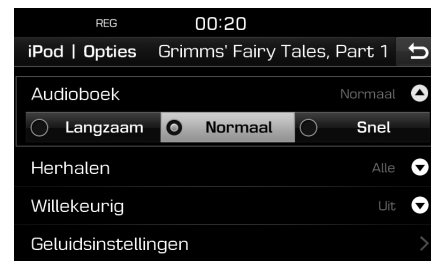 REG 00:20
iPod | Opties Grimms' Fairy Tales, Part 1
Audioboek Normaal
Langzaam Normaal Snel
Herhalen Alle
Willekeurig Uit
Geluidsinstellingen